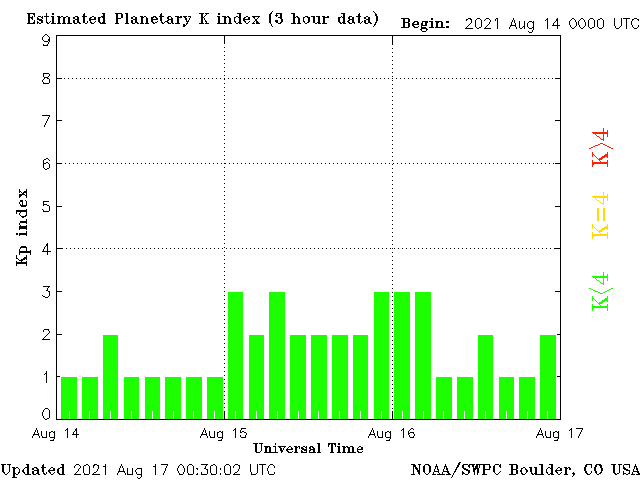 Estimated Planetary K index (3 hour data) Begin: 2021 Aug 14 0000 UTC
9
8
7
6
5
4
3
2
1
0
Kp index
K>4
K=4
K<4
Aug 14 Aug 15 Aug 16 Aug 17
Universal Time
Updated 2021 Aug 17 00:30:02 UTC NOAA/SWPC Boulder, CO USA